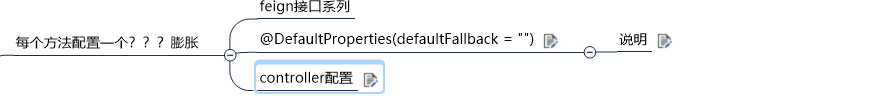 feign接口系列
每个方法配置一个？？？膨胀
@DefaultProperties(defaultFallback = "")
说明
controller配置